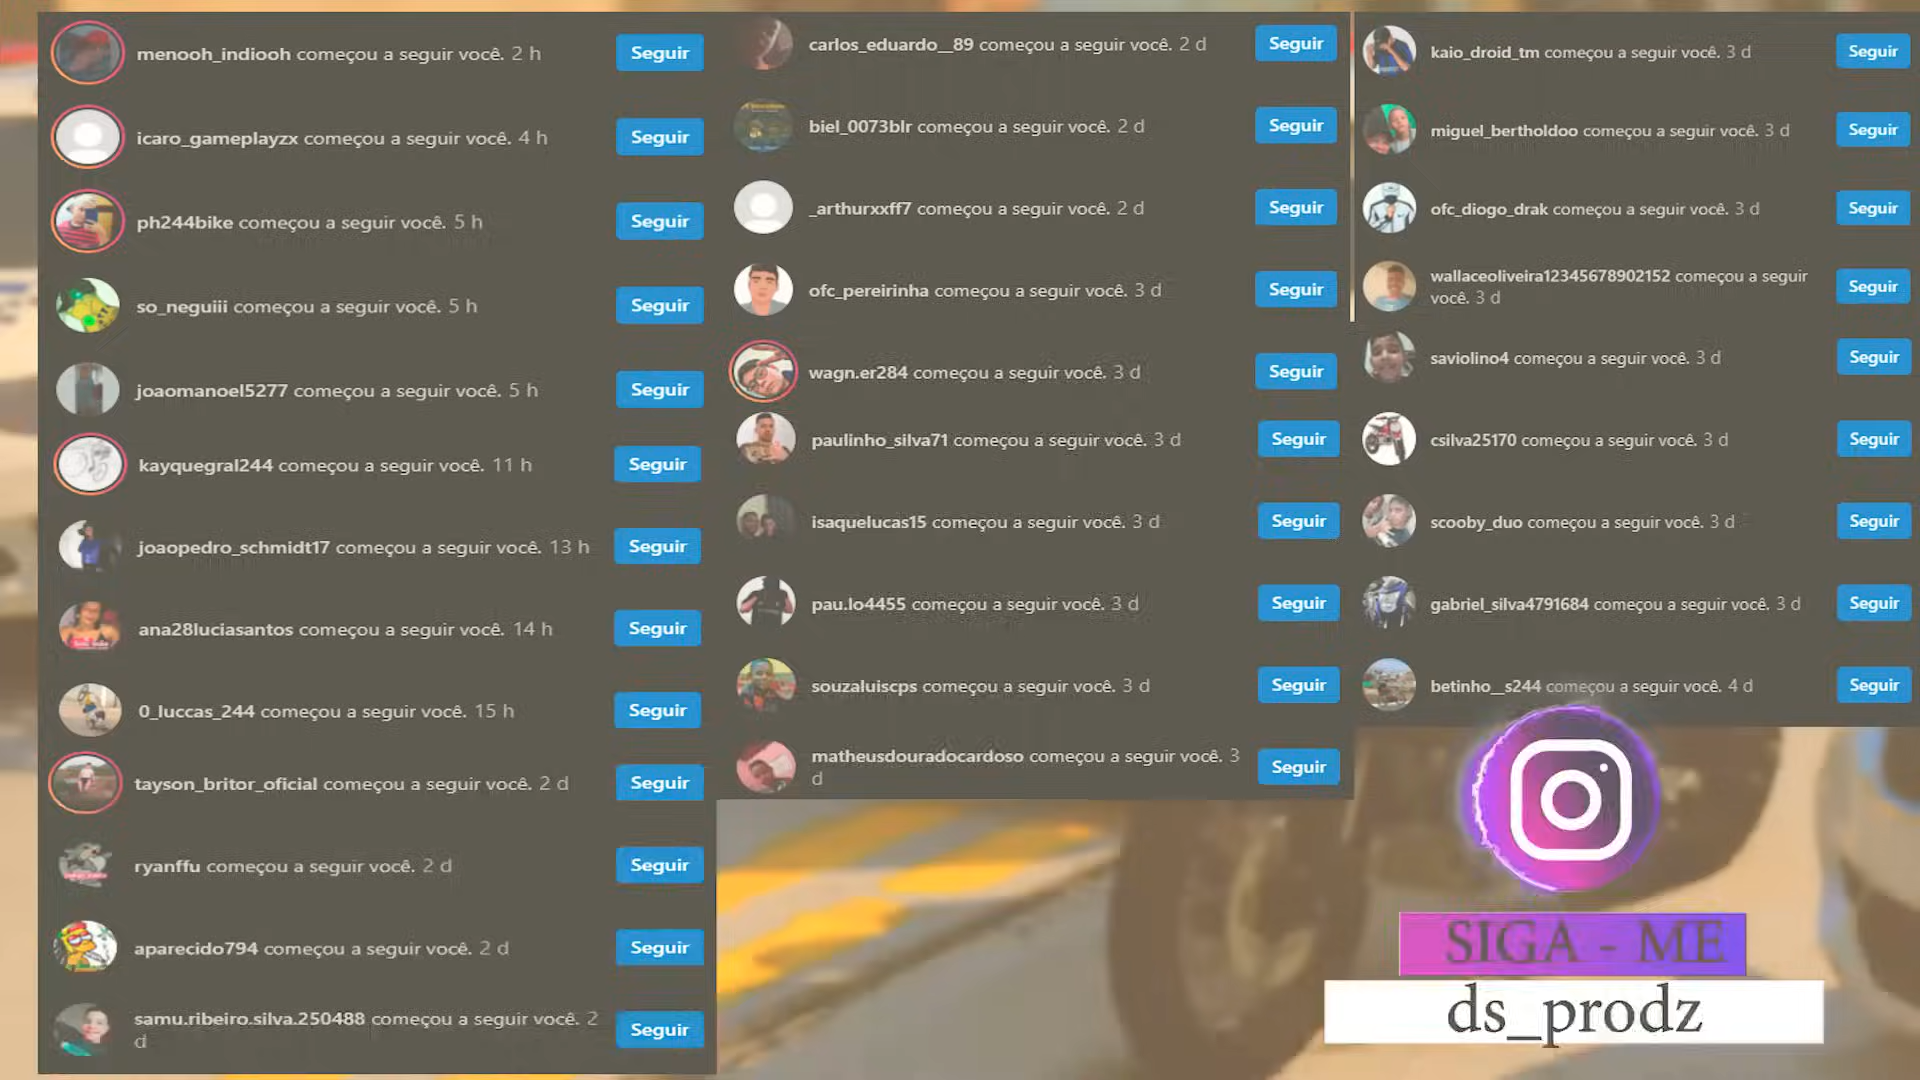 menooh_indiooh começou a seguir você. 2 h
Seguir
icaro_gameplayzx começou a seguir você. 4 h
Seguir
ph244bike começou a seguir você. 5 h
Seguir
so_neguiii começou a seguir você. 5 h
Seguir
joaomanoel5277 começou a seguir você. 5 h
Seguir
kayquegral244 começou a seguir você. 11 h
Seguir
joaopedro_schmidt17 começou a seguir você. 13 h
Seguir
ana28luciasantos começou a seguir você. 14 h
Seguir
0_luccas_244 começou a seguir você. 15 h
Seguir
tayson_britor_oficial começou a seguir você. 2 d
Seguir
ryanffu começou a seguir você. 2 d
Seguir
aparecido794 começou a seguir você. 2 d
Seguir
samu.ribeiro.silva.250488 começou a seguir você. 2
d
Seguir
carlos_eduardo__89 começou a seguir você. 2 d
Seguir
biel_0073blr começou a seguir você. 2 d
Seguir
_arthurxxff7 começou a seguir você. 2 d
Seguir
ofc_pereirinha começou a seguir você. 3 d
Seguir
wagn.er284 começou a seguir você. 3 d
Seguir
paulinho_silva71 começou a seguir você. 3 d
Seguir
isaquelucas15 começou a seguir você. 3 d
Seguir
pau.lo4455 começou a seguir você. 3 d
Seguir
souzaluiscps começou a seguir você. 3 d
Seguir
matheusdouradocardoso começou a seguir você. 3
d
Seguir
kaio_droid_tm começou a seguir você. 3 d
Seguir
miguel_bertholdoo começou a seguir você. 3 d
Seguir
ofc_diogo_drak começou a seguir você. 3 d
Seguir
wallaceoliveira12345678902152 começou a seguir
você. 3 d
Seguir
saviolino4 começou a seguir você. 3 d
Seguir
csilva25170 começou a seguir você. 3 d
Seguir
scooby_duo começou a seguir você. 3 d
Seguir
gabriel_silva4791684 começou a seguir você. 3 d
Seguir
betinho__s244 começou a seguir você. 4 d
Seguir
SIGA - ME
ds_prodz